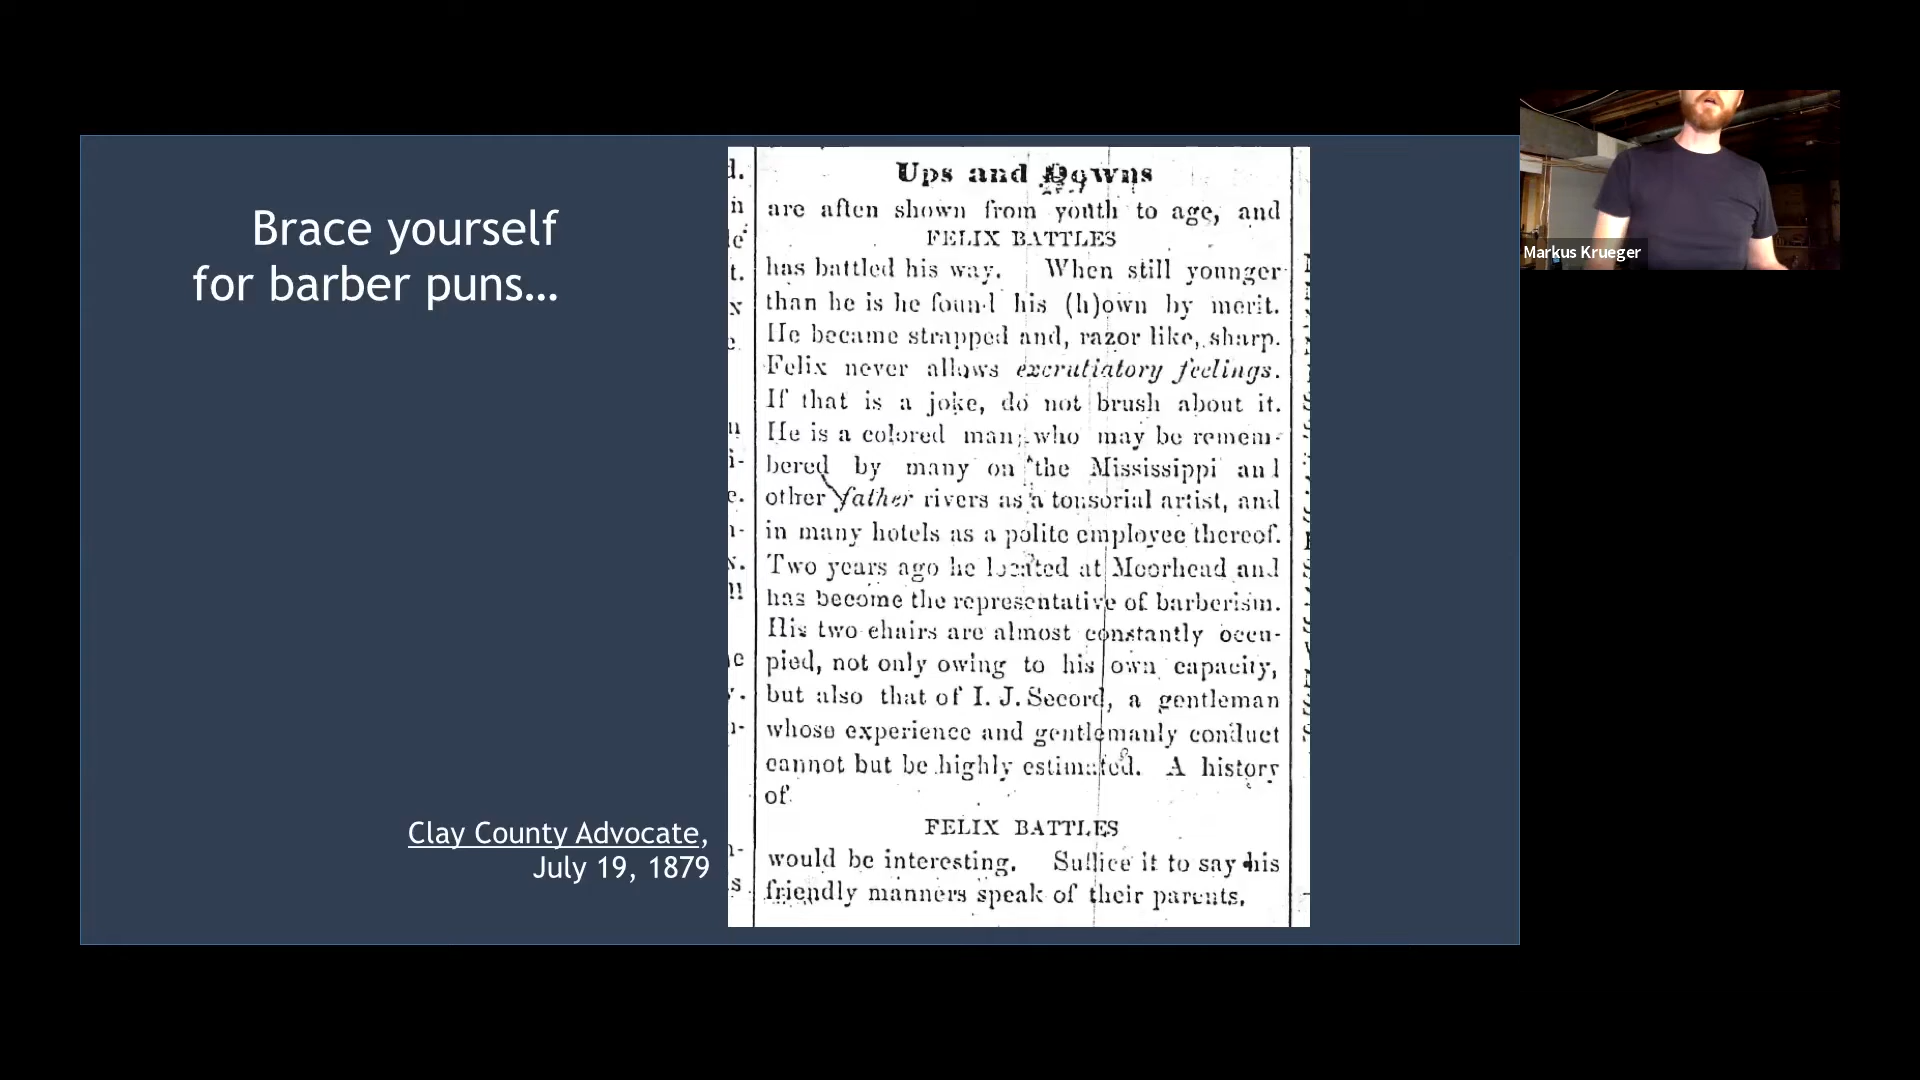 Brace yourself
for barber puns...
Clay County Advocate,
July 19, 1879
Ups and Downs
are aften shown from youth to age, and
FELIX BATTLES
has battled his way. When still younger
than he is he found his (h)own by merit.
He became strapped and, razor like, sharp.
Felix never allows excrutiatory feelings.
If that is a joke, do not brush about it.
He is a colored man; who may be remem-
bered by many on the Mississippi and
other father rivers as a tonsorial artist, and
in many hotels as a polite employee thereof.
Two years ago he located at Moorhead and
has become the representative of barberism.
His two chairs are almost constantly occu-
pied, not only owing to his own capacity,
but also that of I. J. Secord, a gentleman
whose experience and gentlemanly conduct
cannot but be highly estimated. A history
of
FELIX BATTLES
would be interesting. Suffice it to say his
friendly manners speak of their parents.
Markus Krueger